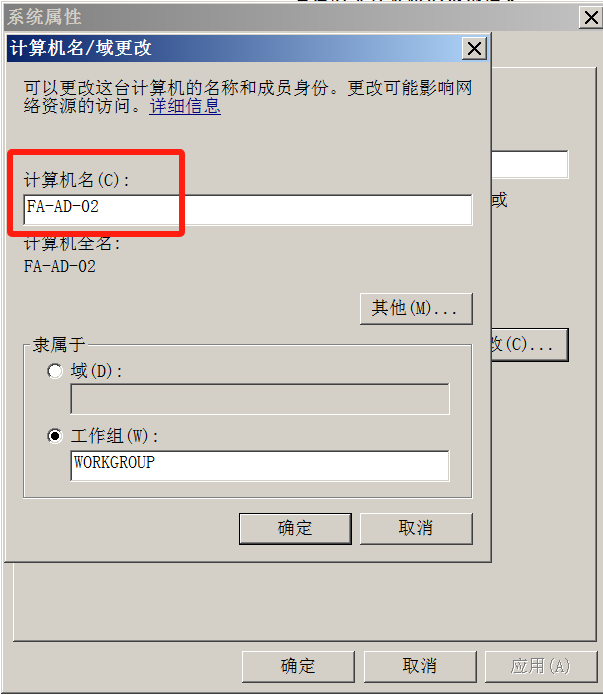 系统属性
计算机名/域更改
可以更改这台计算机的名称和成员身份。更改可能影响网
络资源的访问。详细信息
计算机名(C):
FA-AD-02
或
计算机全名:
FA-AD-02
其他(M)...
改(C)...
隶属于
域(D):
工作组(W):
WORKGROUP
确定
取消
确定
取消
应用(A)